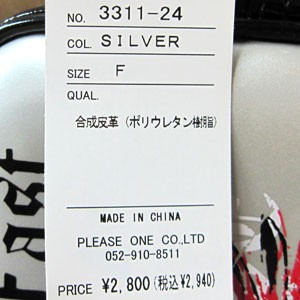 NO. 3311-24
COL. SILVER
SIZE F
QUAL.
合成皮革 (ポリウレタン樹脂)
MADE IN CHINA
PLEASE ONE CO.,LTD
052-910-8511
PRICE ¥2,800(税込¥2,940)